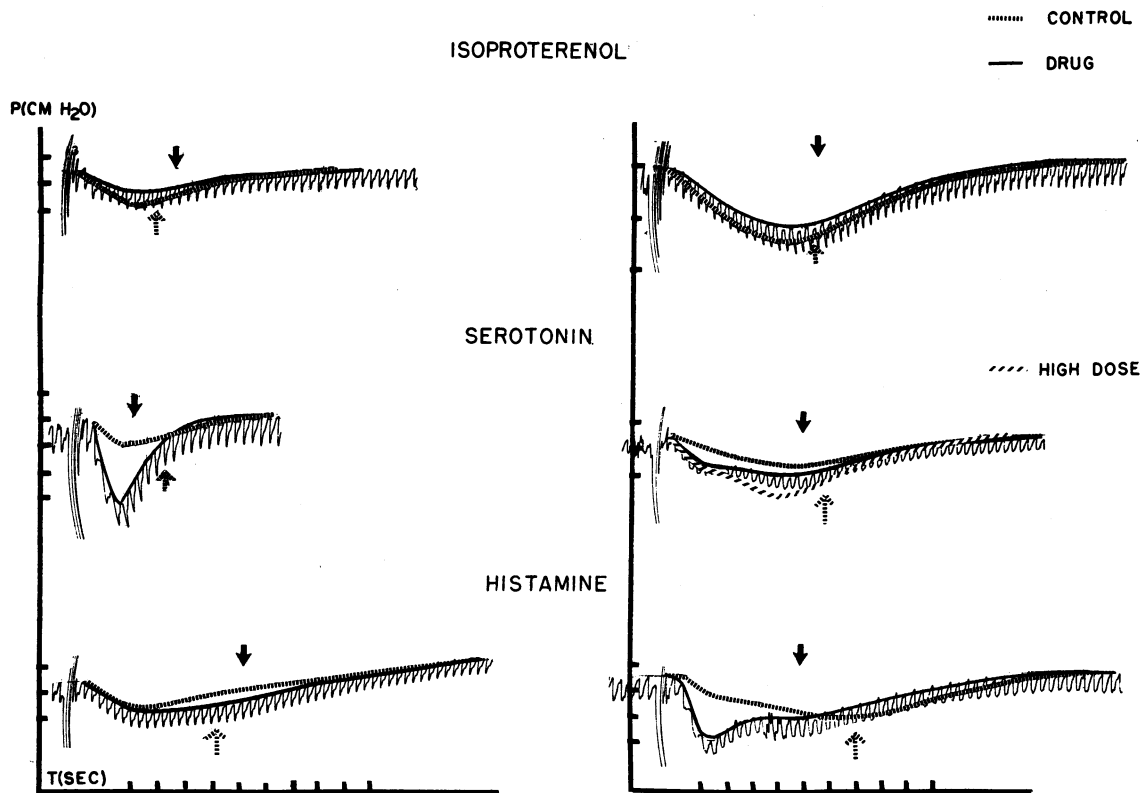 CONTROL
ISOPROTERENOL
DRUG
P(CM H2O)
SEROTONIN
HIGH DOSE
HISTAMINE
T(SEC)